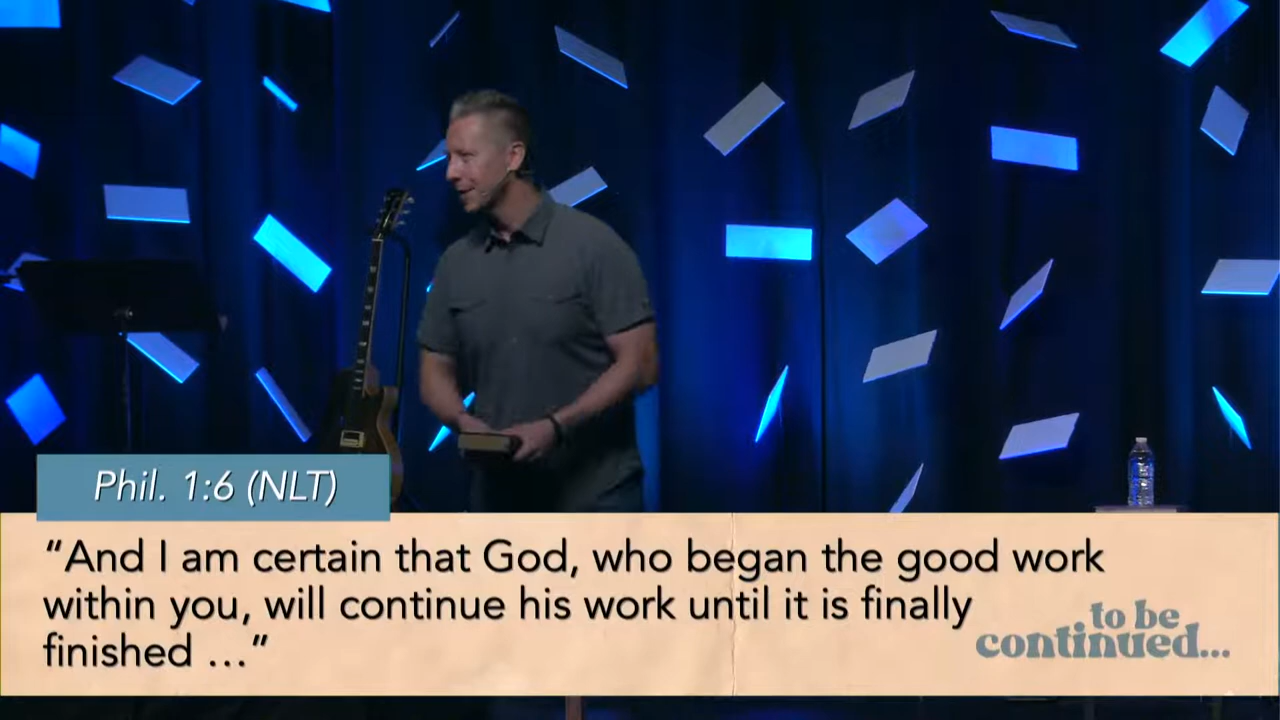 Phil. 1:6 (NLT)
“And I am certain that God, who began the good work
within you, will continue his work until it is finally
finished …”
to be
continued...